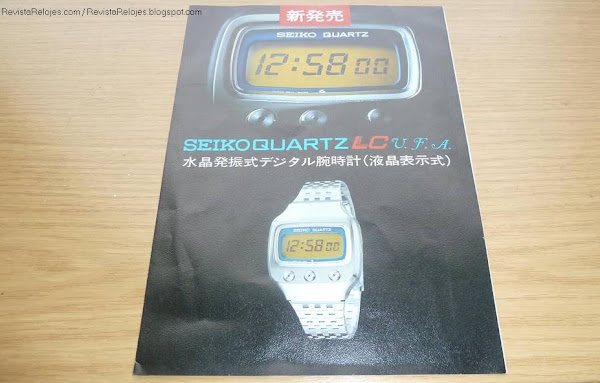 RevistaRelojes.com / RevistaRelojes.blogspot.com
新発売
SEIKO QUARTZ
12:58 00
SEIKO QUARTZ LC U.F.A.
水晶発振式デジタル腕時計(液晶表示式)
SEIKO QUARTZ
12:58 00